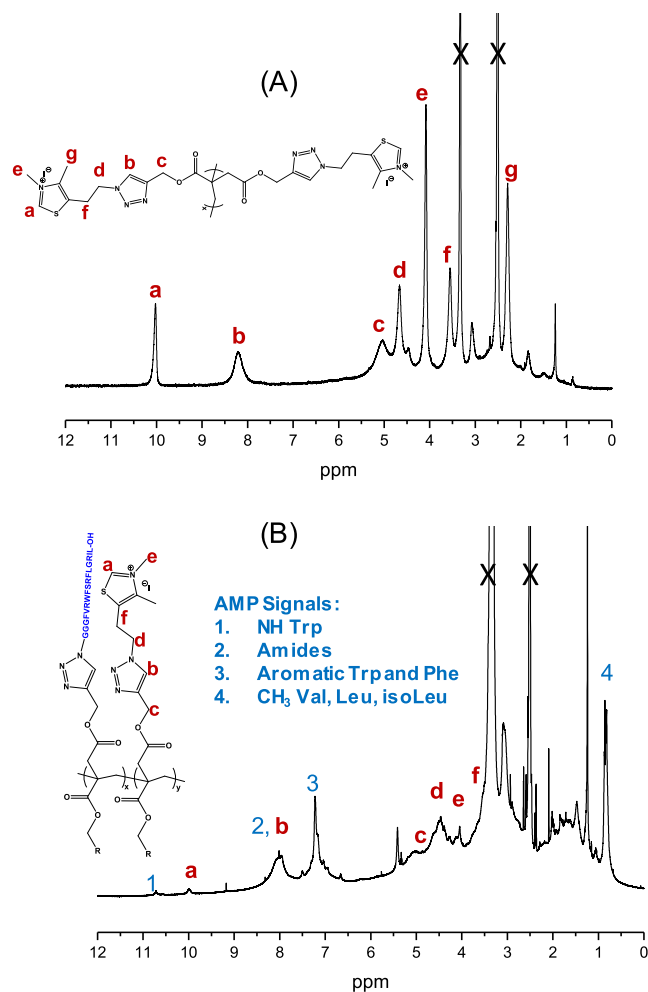 (A)
X X
e
g
f
d
a
b
c
g
e
I⁻
N⊕
a
S
f
d
N
N=N
b
c
O
O
x
O
O
N=N
N
S
N⊕
I⁻
12 11 10 9 8 7 6 5 4 3 2 1 0
ppm
(B)
X X
GGGFVRWFSRFLGRIL-OH
a
e
N⊕
⁻I
S
f
d
N
N=N
b
c
N
N=N
O
O
O
O
x
y
O
O
O
O
R
R
AMP Signals:
1. NH Trp
2. Amides
3. Aromatic Trp and Phe
4. CH₃ Val, Leu, isoLeu
4
3
f
d
e
2, b
c
1
a
12 11 10 9 8 7 6 5 4 3 2 1 0
ppm